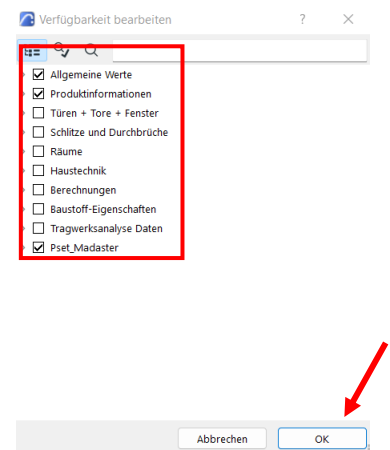 Verfügbarkeit bearbeiten
Allgemeine Werte
Produktinformationen
Türen + Tore + Fenster
Schlitze und Durchbrüche
Räume
Haustechnik
Berechnungen
Baustoff-Eigenschaften
Tragwerksanalyse Daten
Pset_Madaster
Abbrechen OK